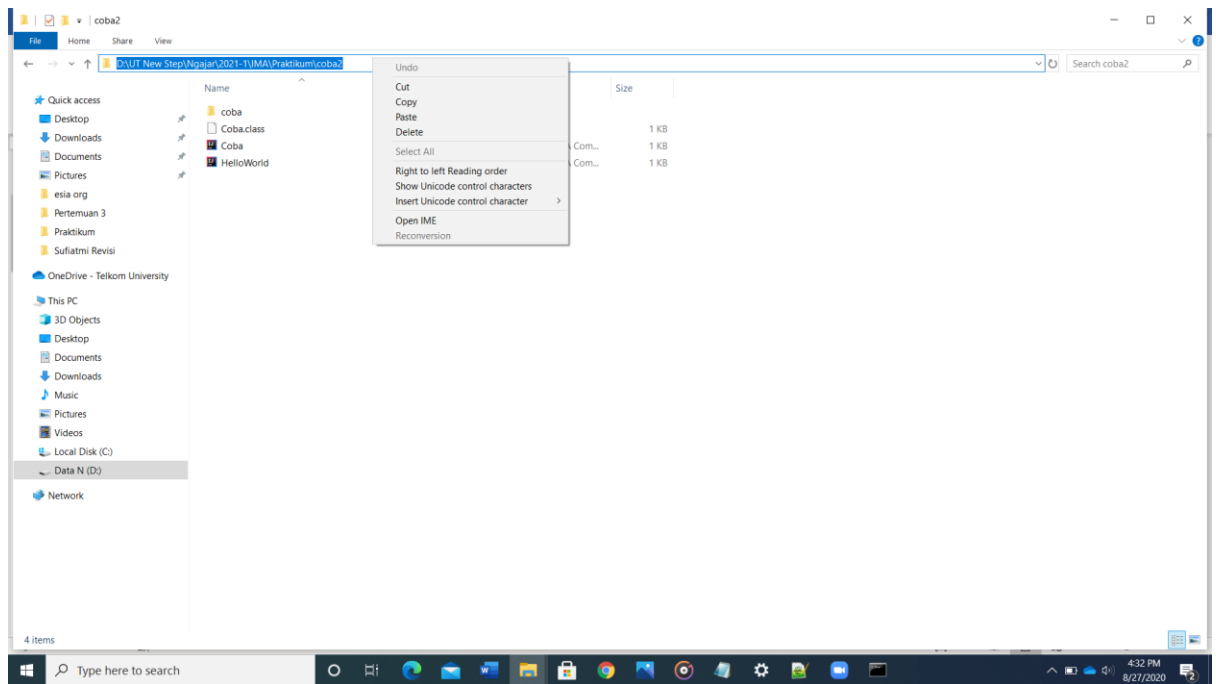 coba2
File Home Share View
D:\UT New Step\Ngajar\2021-1\IMA\Praktikum\coba2
Search coba2
Undo
Cut
Copy
Paste
Delete
Select All
Right to left Reading order
Show Unicode control characters
Insert Unicode control character
Open IME
Reconversion
Name Size
coba
Coba.class 1 KB
Coba Com... 1 KB
HelloWorld Com... 1 KB
Quick access
Desktop
Downloads
Documents
Pictures
esia org
Pertemuan 3
Praktikum
Sufiatmi Revisi
OneDrive - Telkom University
This PC
3D Objects
Desktop
Documents
Downloads
Music
Pictures
Videos
Local Disk (C:)
Data N (D:)
Network
4 items
Type here to search
4:32 PM
8/27/2020
2